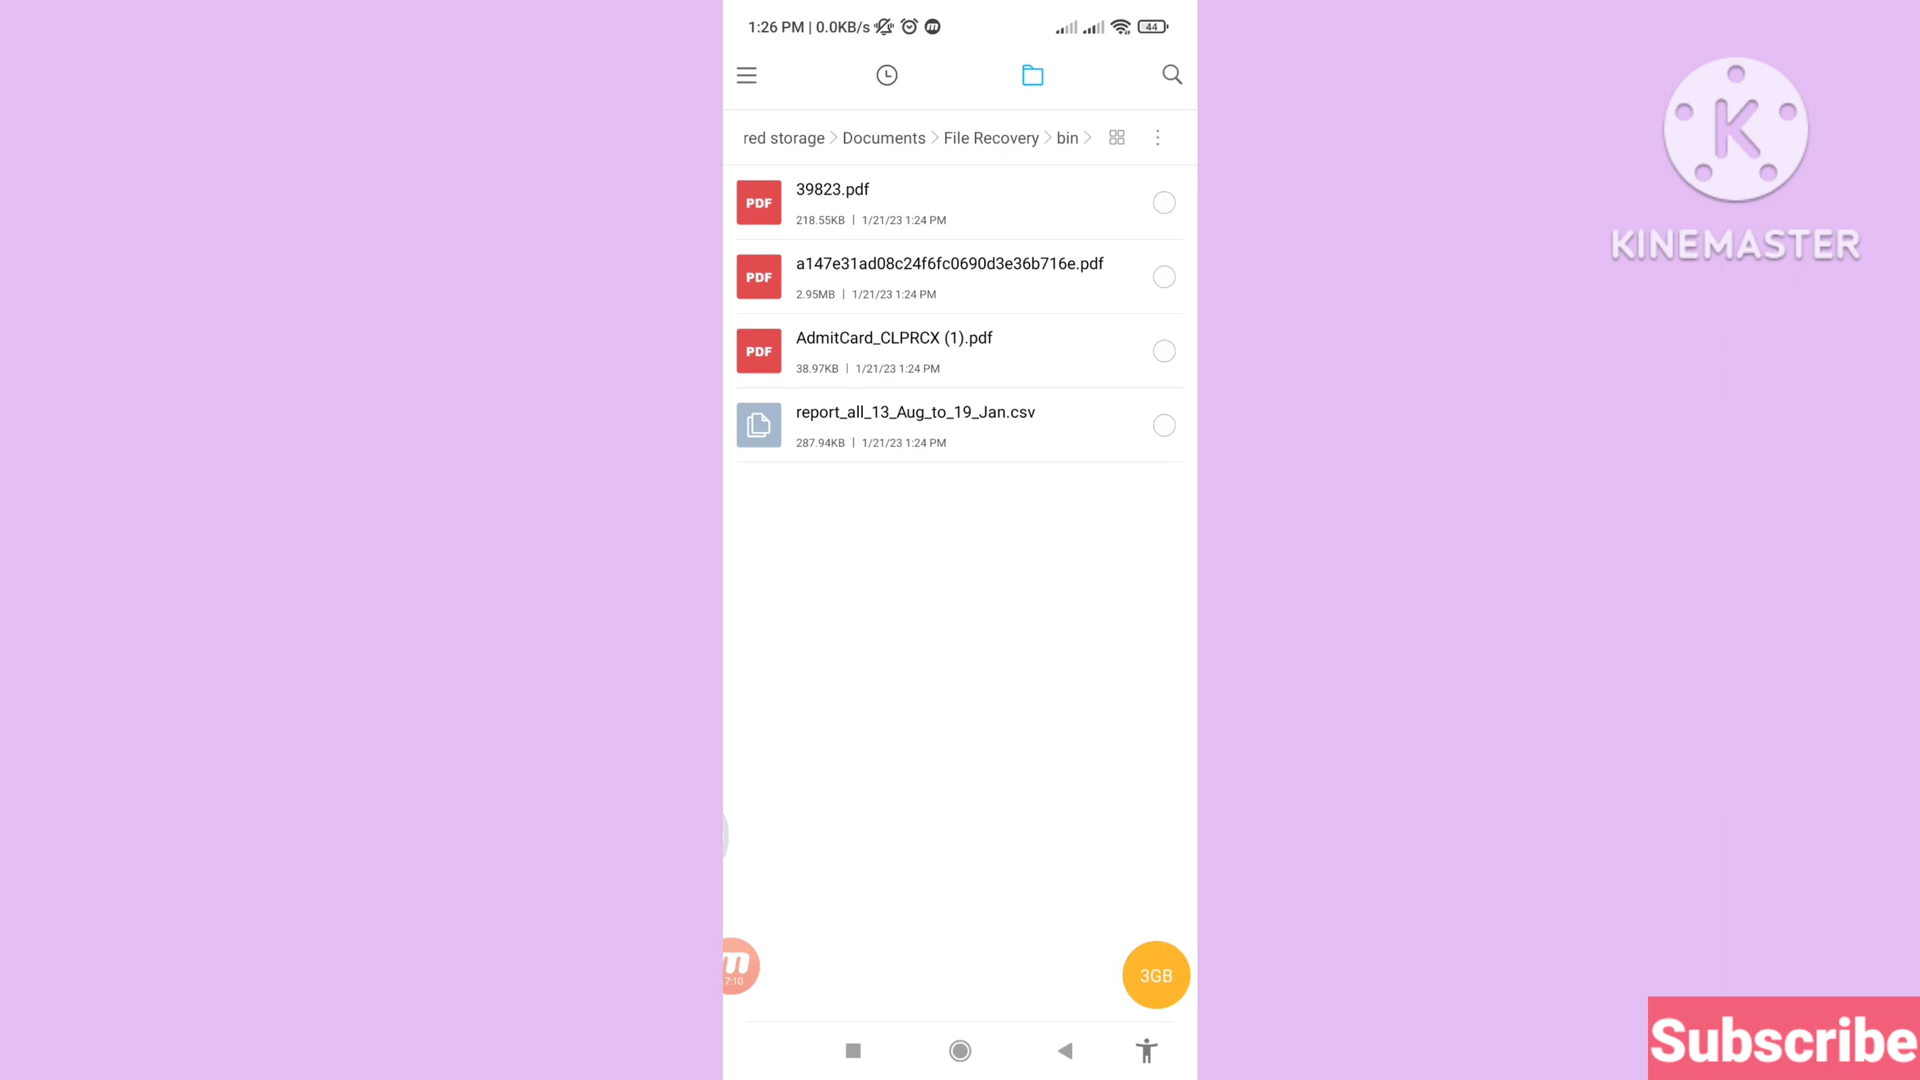 1:26 PM | 0.0KB/s m 44
red storage > Documents > File Recovery > bin >
PDF
39823.pdf
218.55KB | 1/21/23 1:24 PM
PDF
a147e31ad08c24f6fc0690d3e36b716e.pdf
2.95MB | 1/21/23 1:24 PM
PDF
AdmitCard_CLPRCX (1).pdf
38.97KB | 1/21/23 1:24 PM
report_all_13_Aug_to_19_Jan.csv
287.94KB | 1/21/23 1:24 PM
m
7:10
3GB
K
KINEMASTER
Subscribe